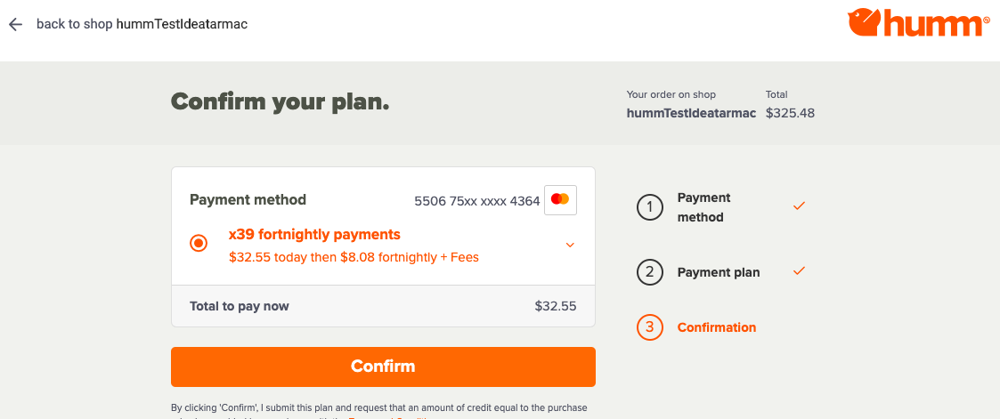 back to shop hummTestIdeatarmac
humm
Confirm your plan.
Your order on shop
hummTestIdeatarmac
Total
$325.48
Payment method
5506 75xx xxxx 4364
x39 fortnightly payments
$32.55 today then $8.08 fortnightly + Fees
Total to pay now
$32.55
Confirm
By clicking 'Confirm', I submit this plan and request that an amount of credit equal to the purchase
1
Payment
method
2
Payment plan
3
Confirmation